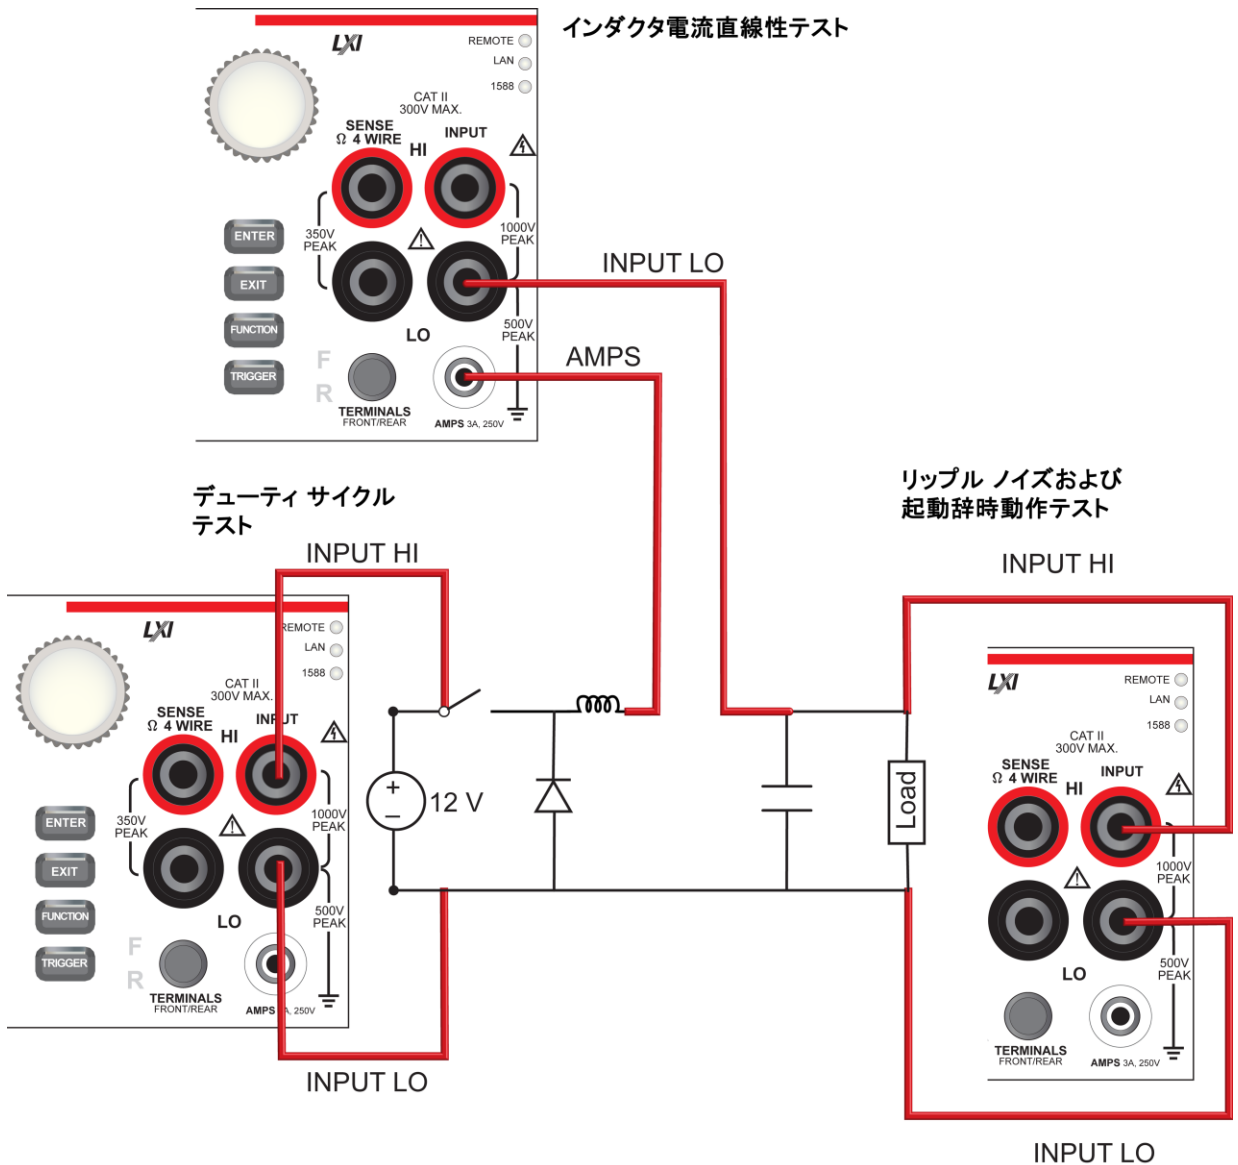 インダクタ電流直線性テスト
LXI
REMOTE
LAN
1588
CAT II
300V MAX.
SENSE
Ω 4 WIRE
HI
INPUT
350V
PEAK
1000V
PEAK
ENTER
EXIT
FUNCTION
TRIGGER
LO
500V
PEAK
F
R
TERMINALS
FRONT/REAR
AMPS 3A, 250V
INPUT LO
AMPS
デューティ サイクル
テスト
INPUT HI
LXI
REMOTE
LAN
1588
CAT II
300V MAX.
SENSE
Ω 4 WIRE
HI
INPUT
350V
PEAK
1000V
PEAK
ENTER
EXIT
FUNCTION
TRIGGER
LO
500V
PEAK
F
R
TERMINALS
FRONT/REAR
AMPS A, 250V
INPUT LO
+
−
12 V
Load
リップル ノイズおよび
起動辞時動作テスト
INPUT HI
LXI
REMOTE
LAN
1588
CAT II
300V MAX.
SENSE
Ω 4 WIRE
HI
INPUT
1000V
PEAK
LO
500V
PEAK
TERMINALS
FRONT/REAR
AMPS 3A, 250V
INPUT LO